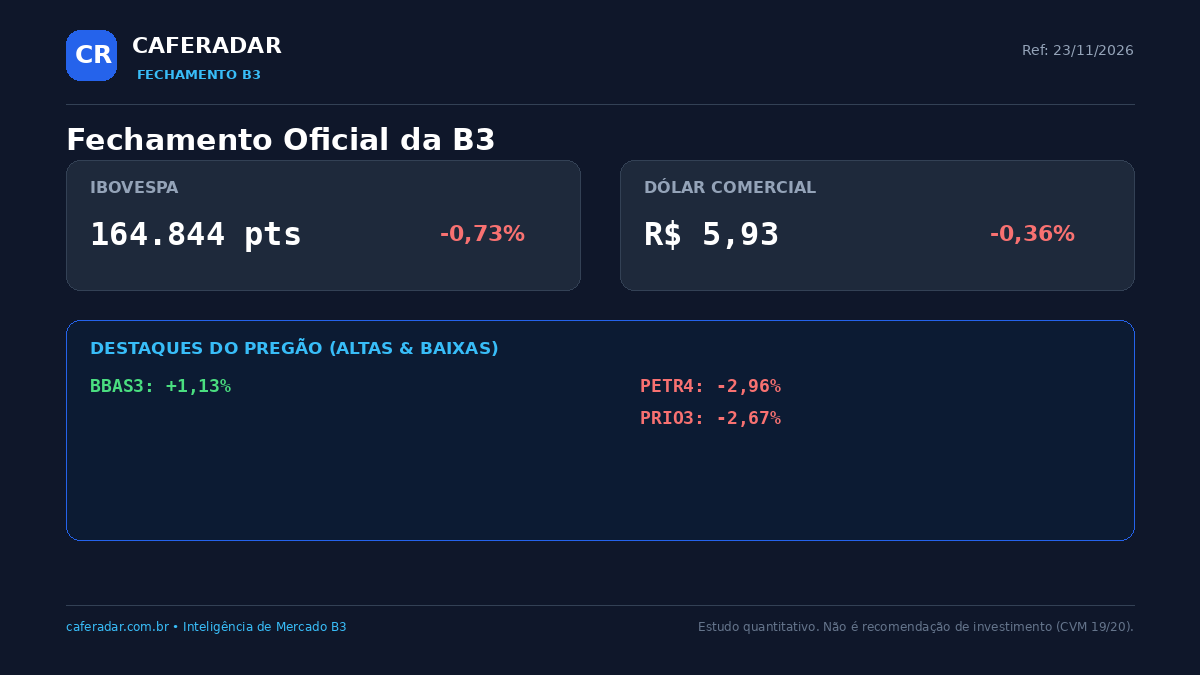 CR
CAFERADAR
FECHAMENTO B3
Ref: 23/11/2026
Fechamento Oficial da B3
IBOVESPA
164.844 pts
-0,73%
DÓLAR COMERCIAL
R$ 5,93
-0,36%
DESTAQUES DO PREGÃO (ALTAS & BAIXAS)
BBAS3: +1,13%
PETR4: -2,96%
PRIO3: -2,67%
caferadar.com.br • Inteligência de Mercado B3
Estudo quantitativo. Não é recomendação de investimento (CVM 19/20).